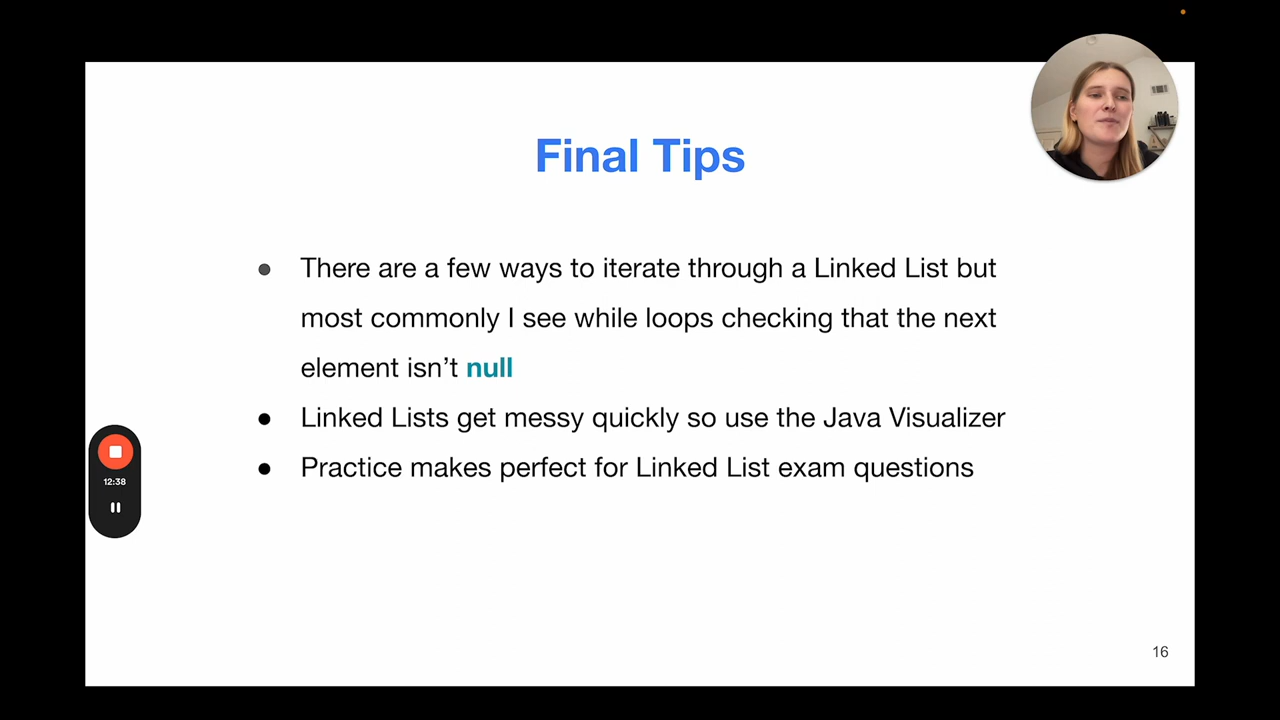 Final Tips
● There are a few ways to iterate through a Linked List but
most commonly I see while loops checking that the next
element isn’t null
● Linked Lists get messy quickly so use the Java Visualizer
● Practice makes perfect for Linked List exam questions
12:38
16